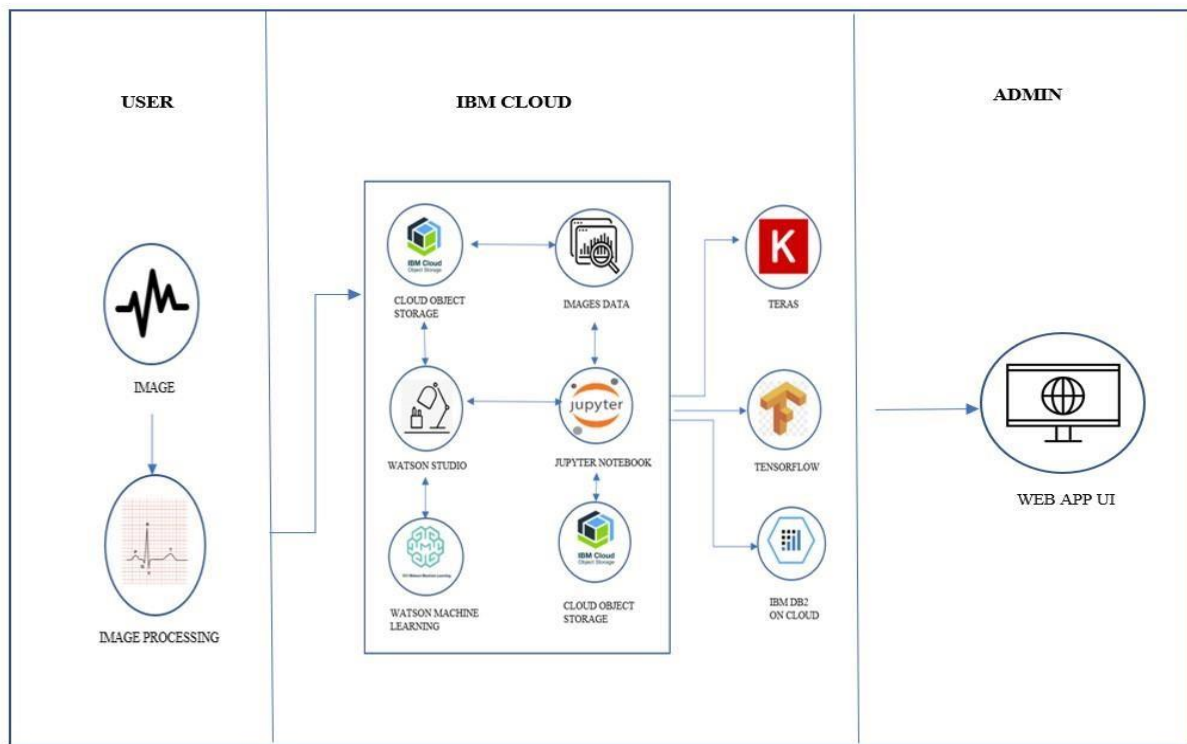 USER
IBM CLOUD
ADMIN
IBM Cloud
Object Storage
CLOUD OBJECT
STORAGE
IMAGES DATA
K
TERAS
IMAGE
WATSON STUDIO
jupyter
JUPYTER NOTEBOOK
TENSORFLOW
WEB APP UI
IMAGE PROCESSING
WATSON MACHINE
LEARNING
IBM Cloud
Object Storage
CLOUD OBJECT
STORAGE
IBM DB2
ON CLOUD